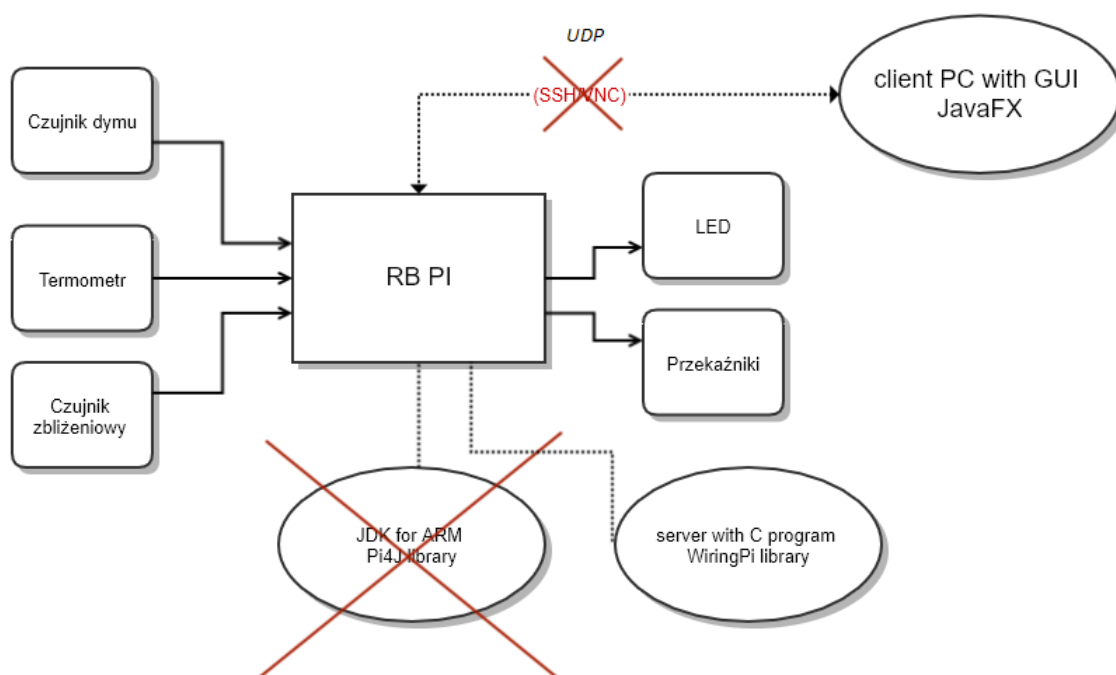 UDP
(SSH/VNC)
client PC with GUI
JavaFX
Czujnik dymu
Termometr
Czujnik
zbliżeniowy
RB PI
LED
Przekaźniki
JDK for ARM
Pi4J library
server with C program
WiringPi library